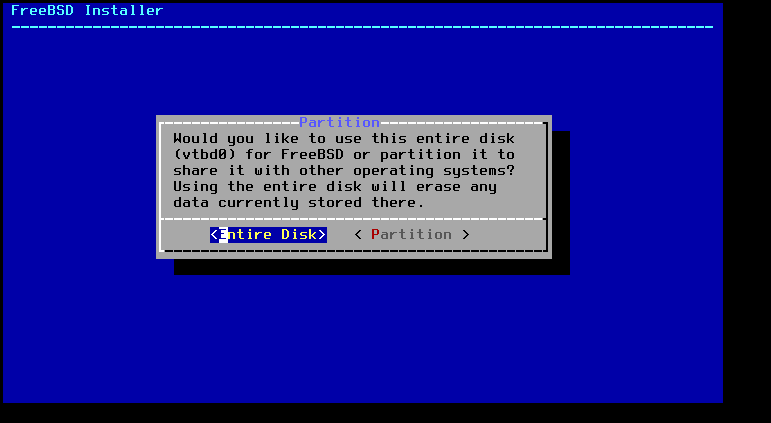 FreeBSD Installer
Partition
Would you like to use this entire disk
(vtbd0) for FreeBSD or partition it to
share it with other operating systems?
Using the entire disk will erase any
data currently stored there.
<Entire Disk> < Partition >